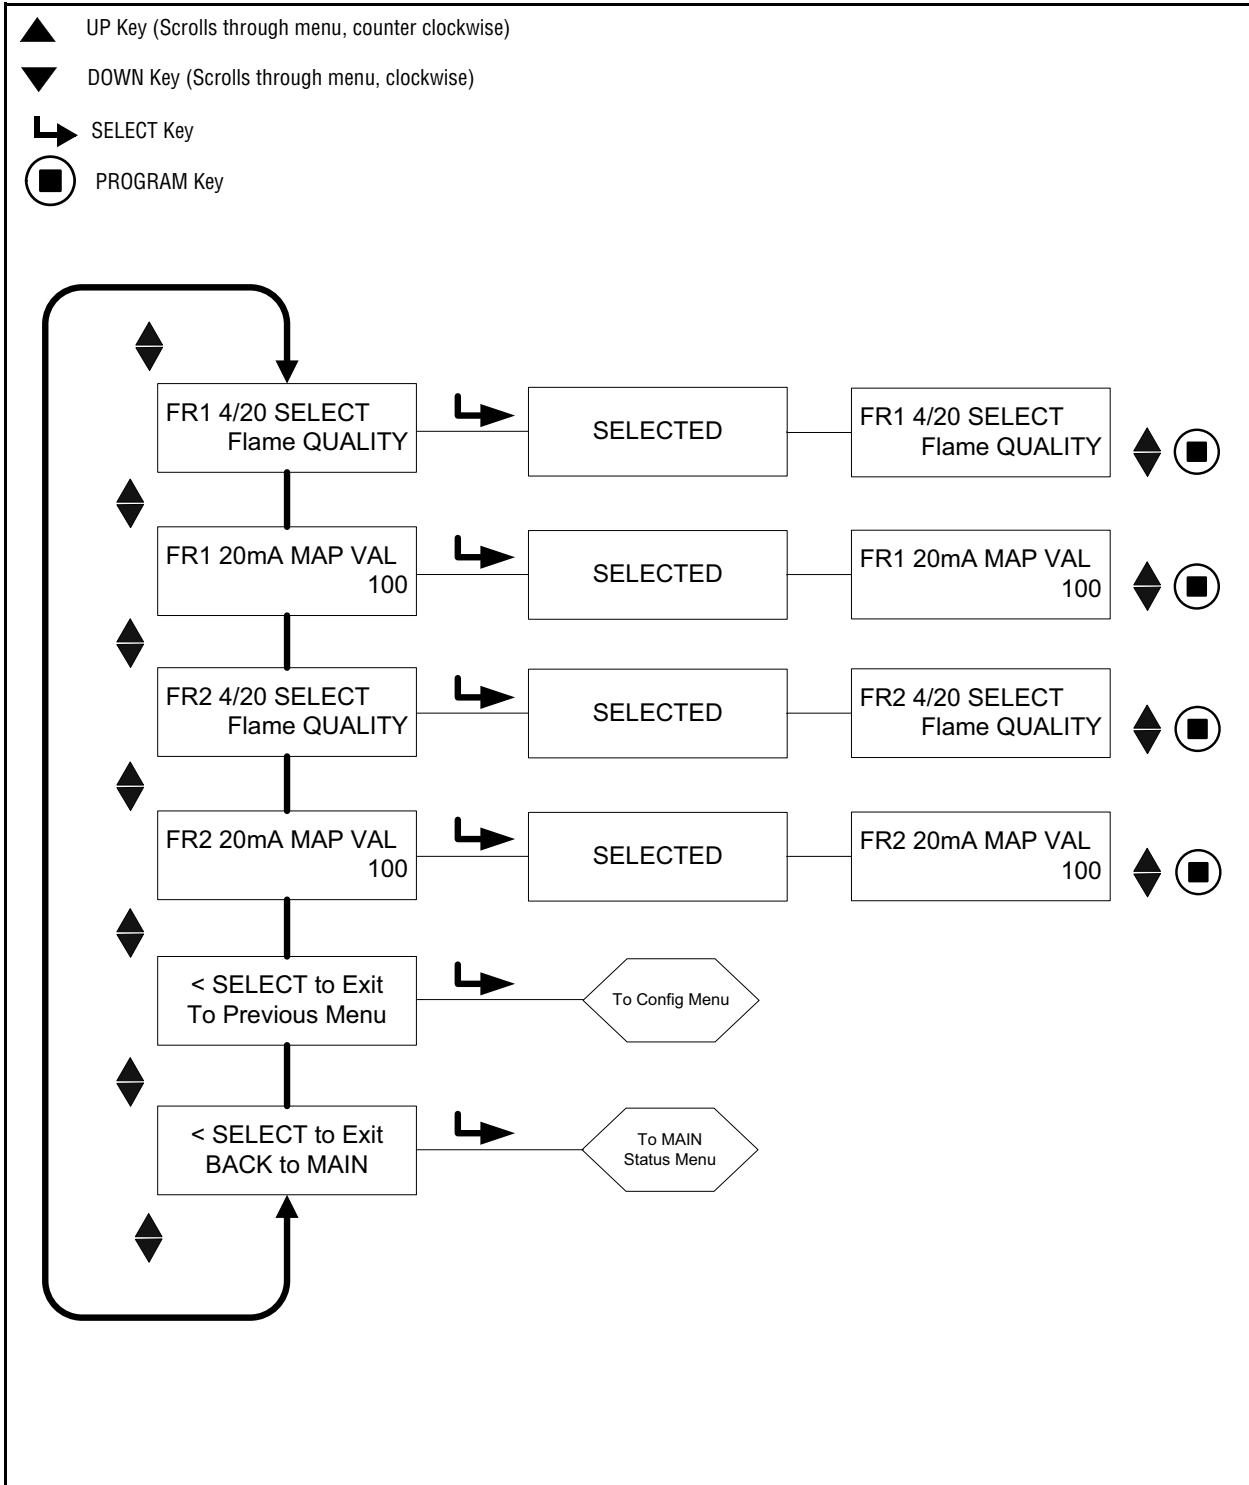 UP Key (Scrolls through menu, counter clockwise)
DOWN Key (Scrolls through menu, clockwise)
SELECT Key
PROGRAM Key
FR1 4/20 SELECT
Flame QUALITY
SELECTED
FR1 4/20 SELECT
Flame QUALITY
FR1 20mA MAP VAL
100
SELECTED
FR1 20mA MAP VAL
100
FR2 4/20 SELECT
Flame QUALITY
SELECTED
FR2 4/20 SELECT
Flame QUALITY
FR2 20mA MAP VAL
100
SELECTED
FR2 20mA MAP VAL
100
< SELECT to Exit
To Previous Menu
To Config Menu
< SELECT to Exit
BACK to MAIN
To MAIN
Status Menu